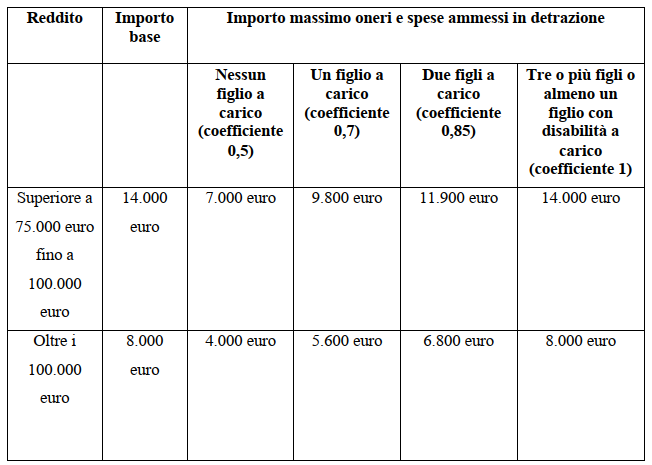 Reddito
Importo
base
Importo massimo oneri e spese ammessi in detrazione
Nessun
figlio a
carico
(coefficiente
0,5)
Un figlio a
carico
(coefficiente
0,7)
Due figli a
carico
(coefficiente
0,85)
Tre o più figli o
almeno un
figlio con
disabilità a
carico
(coefficiente 1)
Superiore a
75.000 euro
fino a
100.000
euro
14.000
euro
7.000 euro
9.800 euro
11.900 euro
14.000 euro
Oltre i
100.000
euro
8.000
euro
4.000 euro
5.600 euro
6.800 euro
8.000 euro